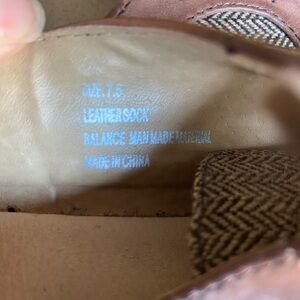 SIZE.7.5
LEATHER SOCK
BALANCE MAN MADE MATERIAL
MADE IN CHINA